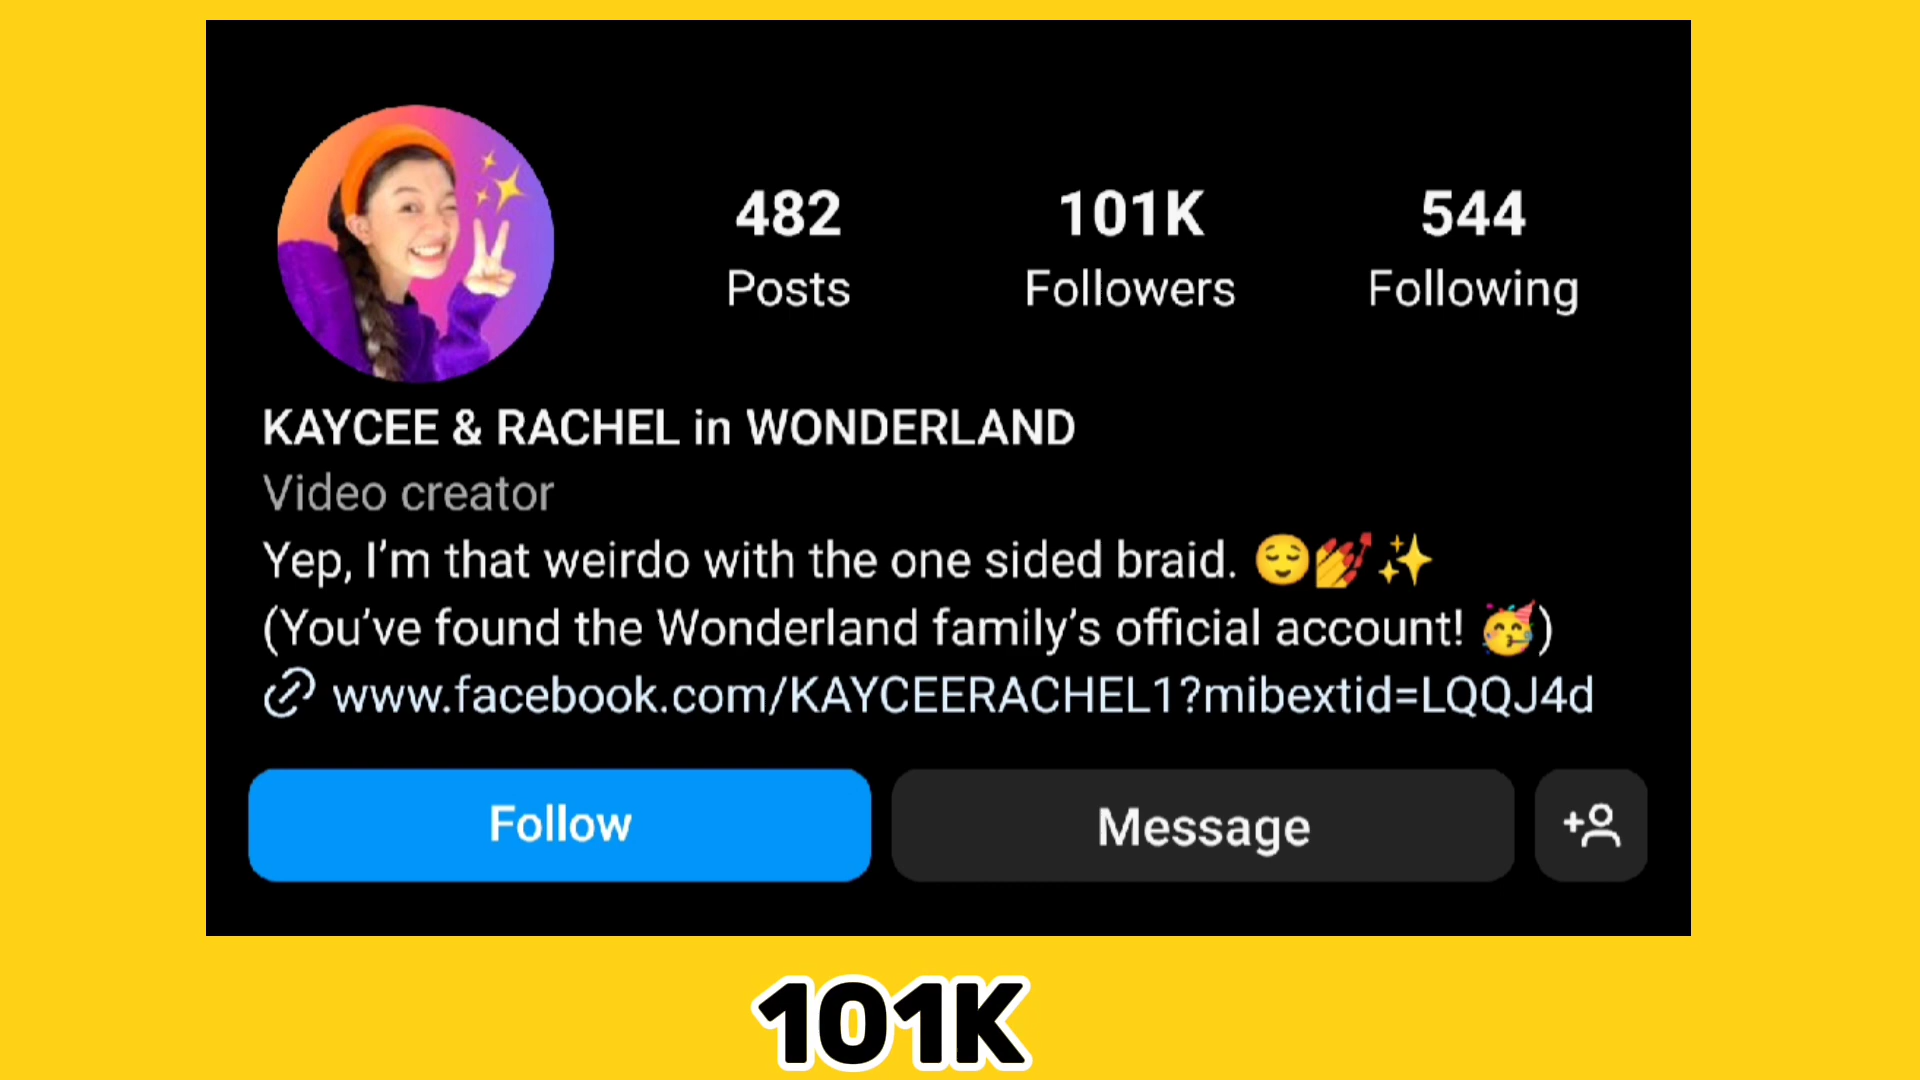 482 101K 544
Posts Followers Following
KAYCEE & RACHEL in WONDERLAND
Video creator
Yep, I’m that weirdo with the one sided braid. 😌💅✨
(You’ve found the Wonderland family’s official account! 🥳)
www.facebook.com/KAYCEERACHEL1?mibextid=LQQJ4d
Follow Message
101K